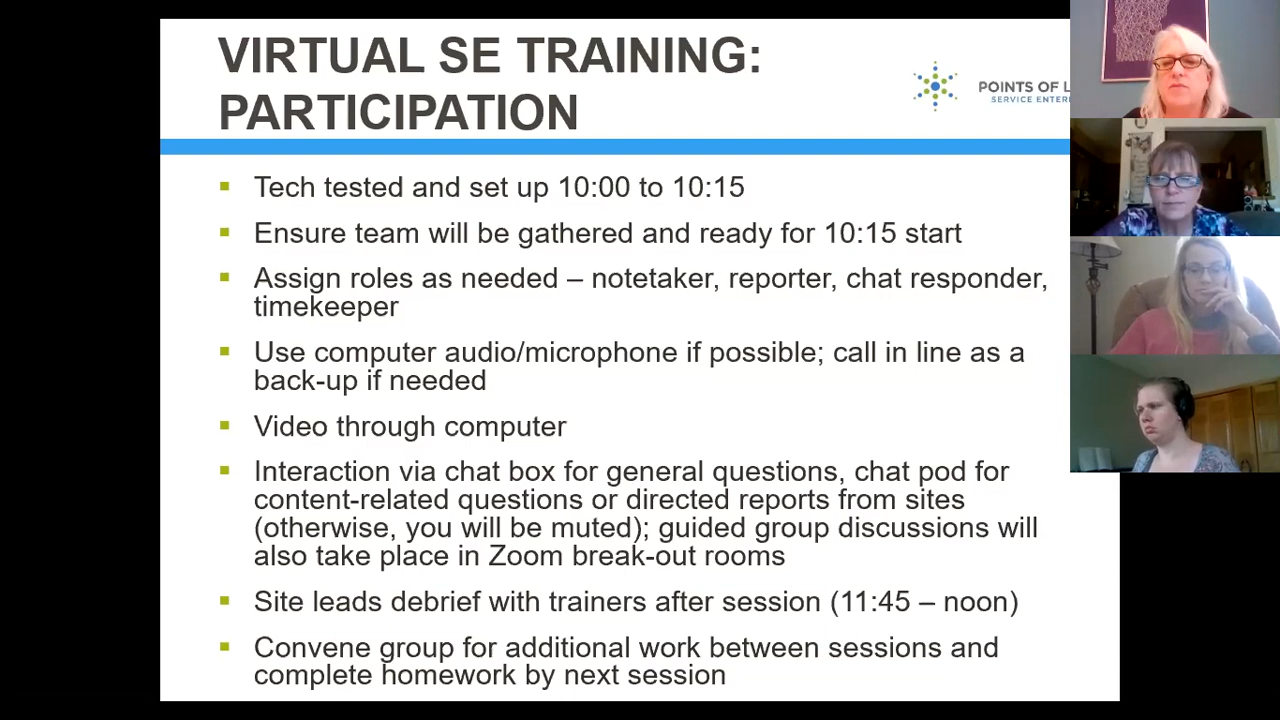 VIRTUAL SE TRAINING:
PARTICIPATION
POINTS OF L
SERVICE ENTER
Tech tested and set up 10:00 to 10:15
Ensure team will be gathered and ready for 10:15 start
Assign roles as needed – notetaker, reporter, chat responder,
timekeeper
Use computer audio/microphone if possible; call in line as a
back-up if needed
Video through computer
Interaction via chat box for general questions, chat pod for
content-related questions or directed reports from sites
(otherwise, you will be muted); guided group discussions will
also take place in Zoom break-out rooms
Site leads debrief with trainers after session (11:45 – noon)
Convene group for additional work between sessions and
complete homework by next session